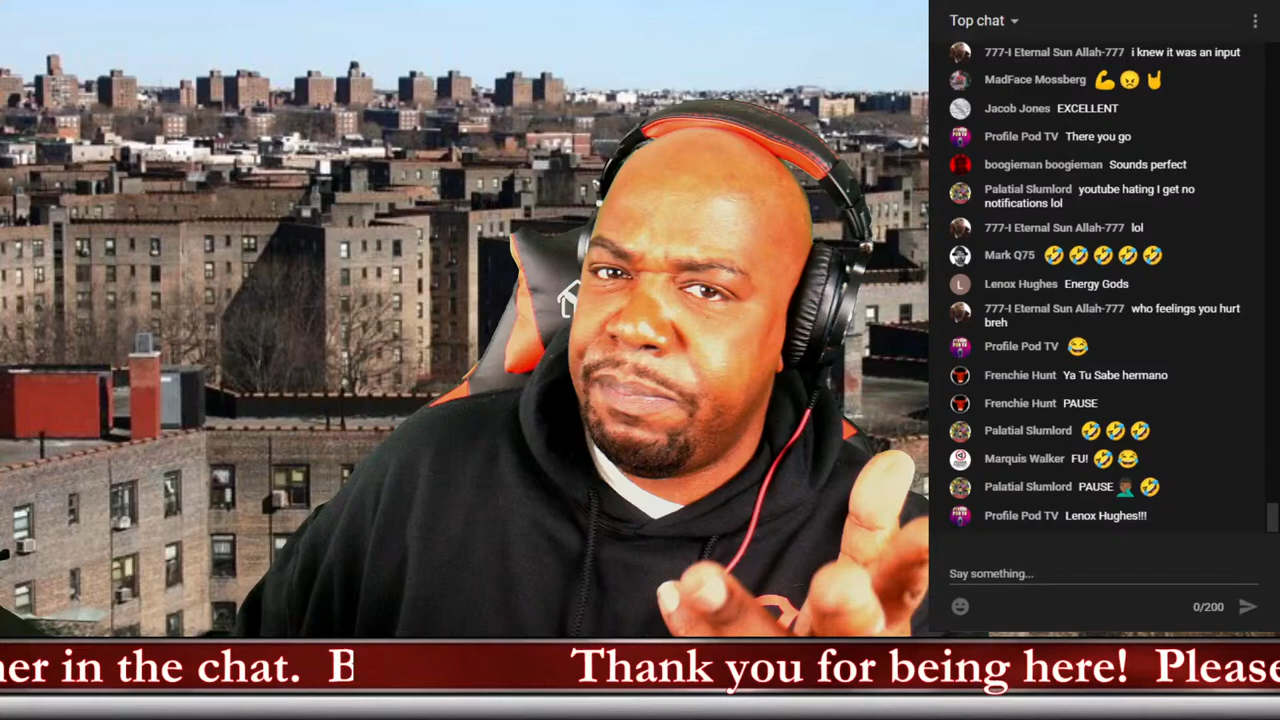 Top chat
777-I Eternal Sun Allah-777 i knew it was an input
MadFace Mossberg 💪😠🤘
Jacob Jones EXCELLENT
Profile Pod TV There you go
boogieman boogieman Sounds perfect
Palatial Slumlord youtube hating I get no
notifications lol
777-I Eternal Sun Allah-777 lol
Mark Q75 🤣🤣🤣🤣🤣
L Lenox Hughes Energy Gods
777-I Eternal Sun Allah-777 who feelings you hurt
breh
Profile Pod TV 😂
Frenchie Hunt Ya Tu Sabe hermano
Frenchie Hunt PAUSE
Palatial Slumlord 🤣🤣🤣
Marquis Walker FU! 🤣😂
Palatial Slumlord PAUSE 🤦🏾‍♂️🤣
Profile Pod TV Lenox Hughes!!!
Say something...
0/200
her in the chat. B Thank you for being here! Please